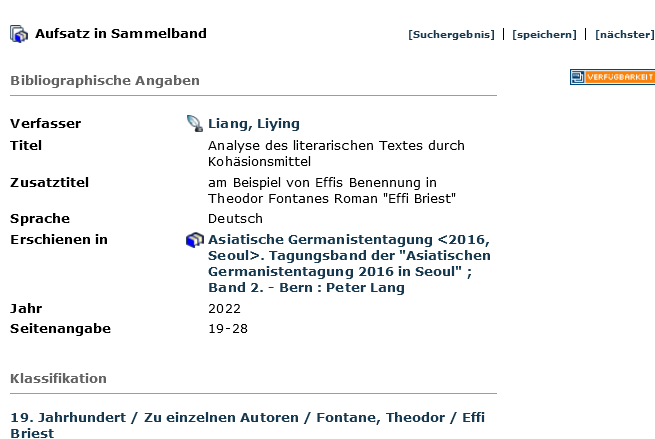 Aufsatz in Sammelband [Suchergebnis] | [speichern] | [nächster]
Bibliographische Angaben VERFÜGBARKEIT
Verfasser Liang, Liying
Titel Analyse des literarischen Textes durch
Kohäsionsmittel
Zusatztitel am Beispiel von Effis Benennung in
Theodor Fontanes Roman "Effi Briest"
Sprache Deutsch
Erschienen in Asiatische Germanistentagung <2016,
Seoul>. Tagungsband der "Asiatischen
Germanistentagung 2016 in Seoul" ;
Band 2. - Bern : Peter Lang
Jahr 2022
Seitenangabe 19-28
Klassifikation
19. Jahrhundert / Zu einzelnen Autoren / Fontane, Theodor / Effi
Briest